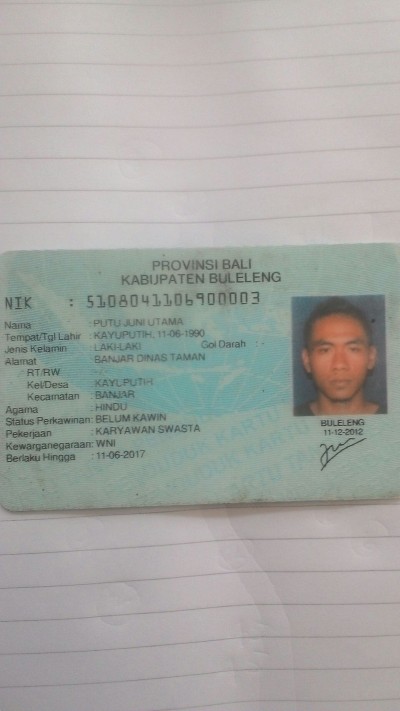 PROVINSI BALI
KABUPATEN BULELENG
NIK : 5108041106900003
Nama : PUTU JUNI UTAMA
Tempat/Tgl Lahir : KAYUPUTIH, 11-06-1990
Jenis Kelamin : LAKI-LAKI Gol Darah :
Alamat : BANJAR DINAS TAMAN
RT/RW : -/-
Kel/Desa : KAYUPUTIH
Kecamatan : BANJAR
Agama : HINDU
Status Perkawinan: BELUM KAWIN
Pekerjaan : KARYAWAN SWASTA
Kewarganegaraan: WNI
Berlaku Hingga : 11-06-2017
BULELENG
11-12-2012